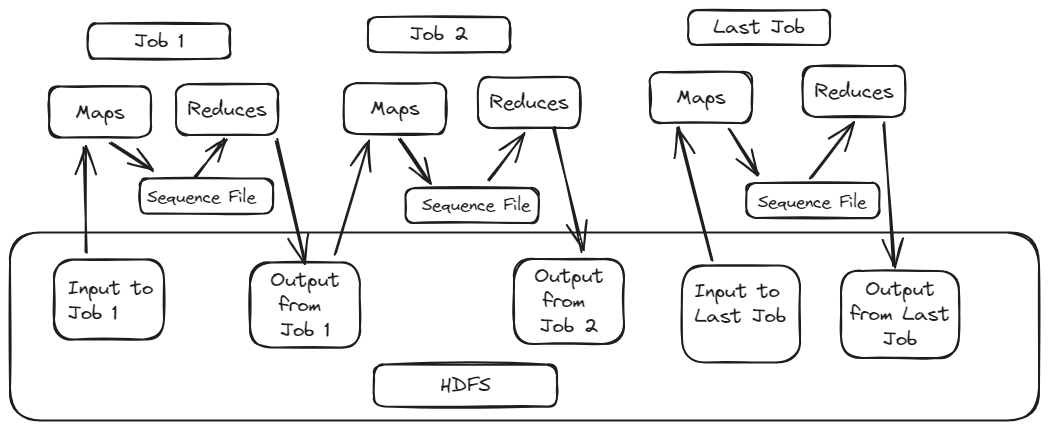 Job 1
Job 2
Last Job
Maps
Reduces
Sequence File
Maps
Reduces
Sequence File
Maps
Reduces
Sequence File
Input to
Job 1
Output
from
Job 1
Output
from
Job 2
Input to
Last Job
Output
from Last
Job
HDFS